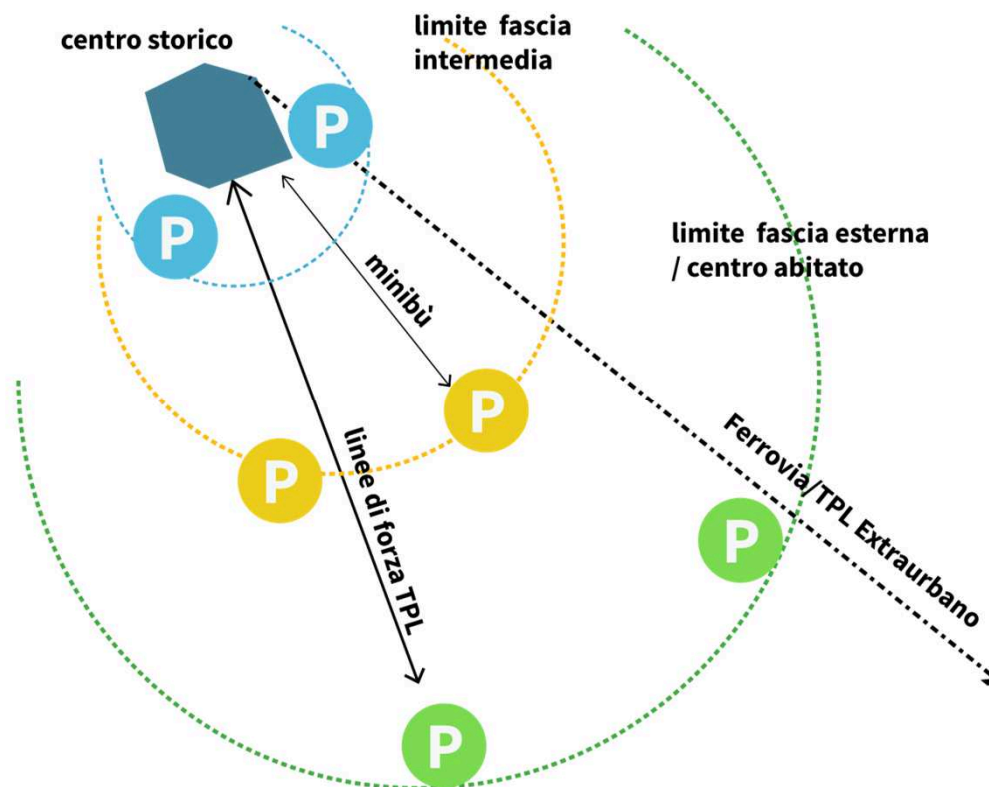 centro storico
limite  fascia
intermedia
P
P
limite  fascia esterna
/ centro abitato
minibù
P
P
linee di forza TPL
Ferrovia/TPL Extraurbano
P
P